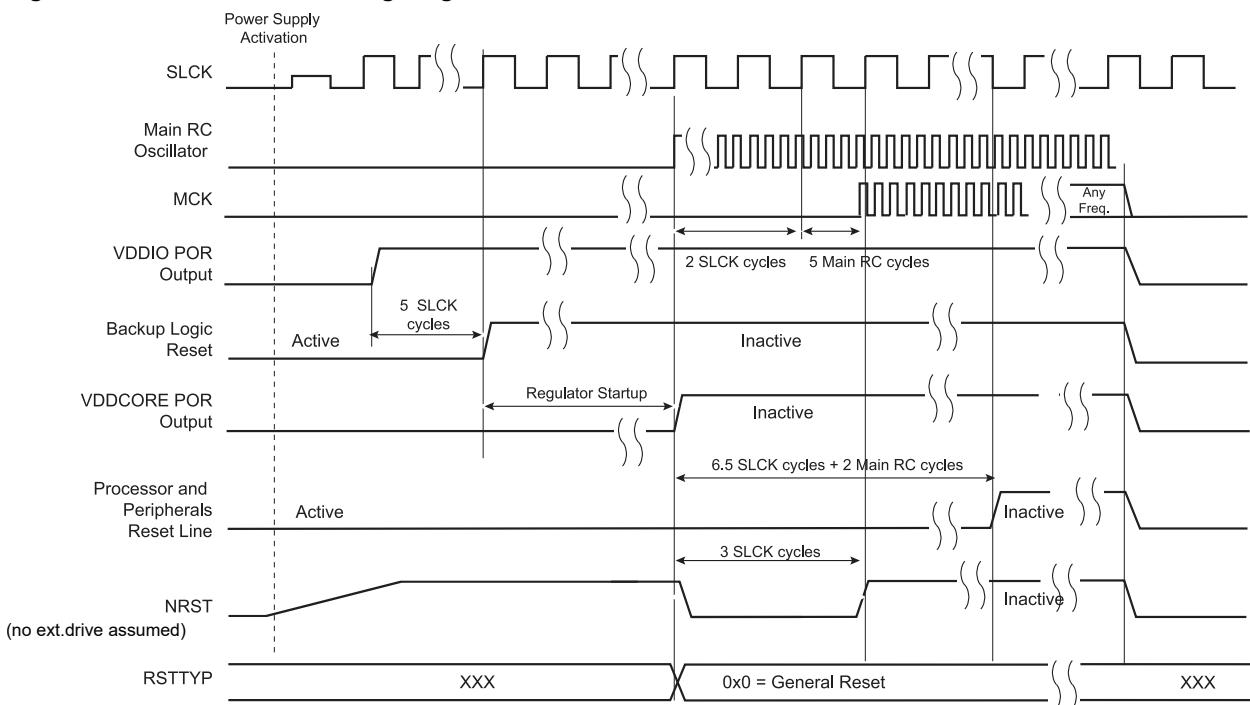 Power Supply
Activation
SLCK
Main RC
Oscillator
MCK
Any
Freq.
VDDIO POR
Output
2 SLCK cycles
5 Main RC cycles
5 SLCK
cycles
Backup Logic
Reset
Active
Inactive
VDDCORE POR
Output
Regulator Startup
Inactive
6.5 SLCK cycles + 2 Main RC cycles
Processor and
Peripherals
Reset Line
Active
Inactive
3 SLCK cycles
NRST
(no ext.drive assumed)
Inactive
RSTTYP
XXX
0x0 = General Reset
XXX